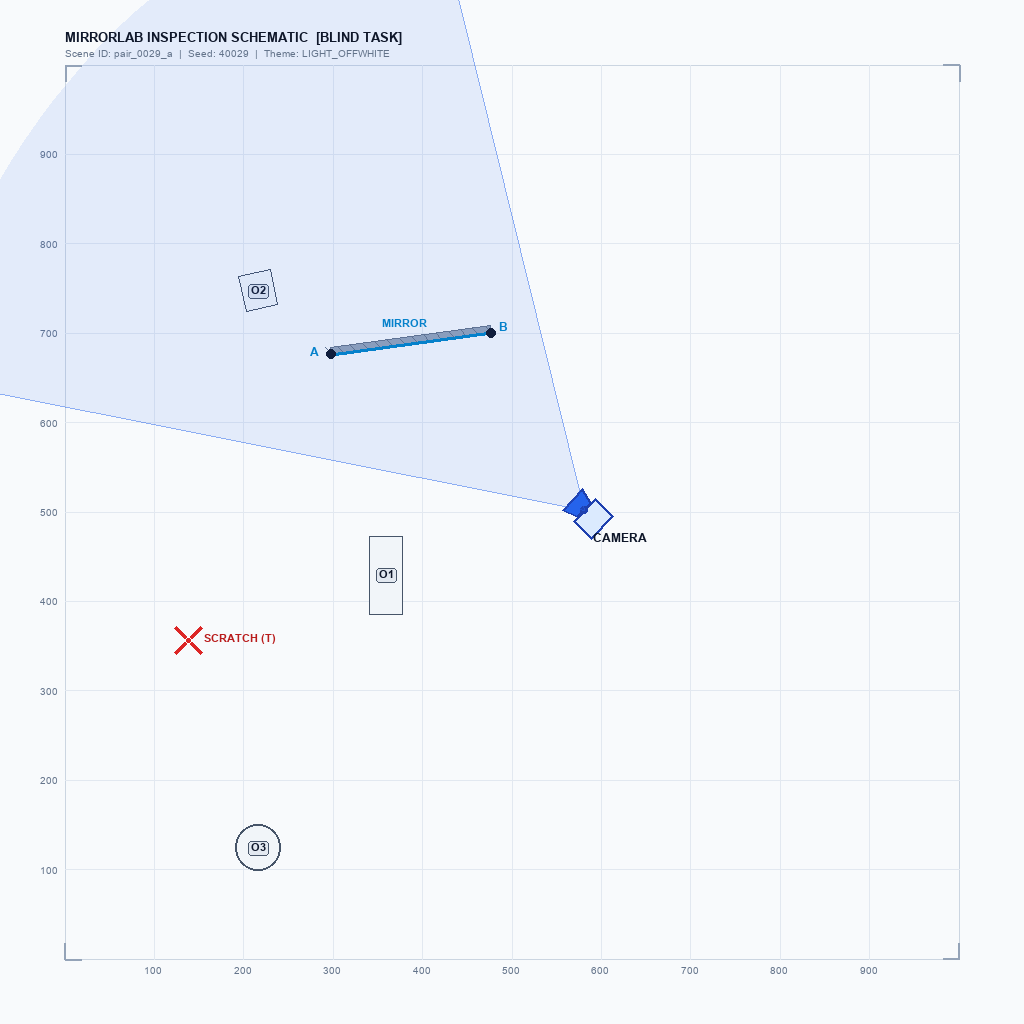 MIRRORLAB INSPECTION SCHEMATIC [BLIND TASK]
Scene ID: pair_0029_a | Seed: 40029 | Theme: LIGHT_OFFWHITE
900
800
O2
MIRROR
B
700
A
600
500
CAMERA
O1
400
SCRATCH (T)
300
200
O3
100
100 200 300 400 500 600 700 800 900